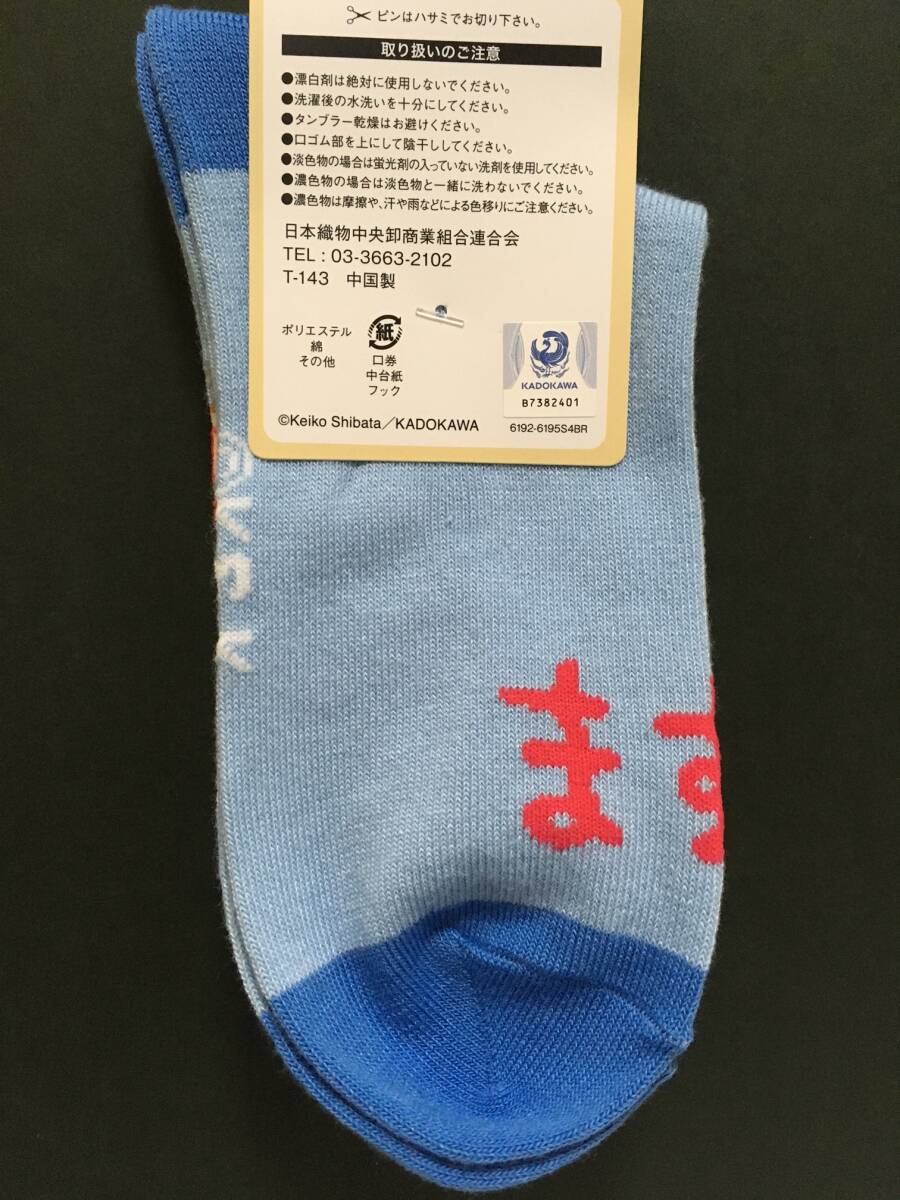 ピンはハサミでお切り下さい。
取り扱いのご注意
●漂白剤は絶対に使用しないでください。
●洗濯後の水洗いを十分にしてください。
●タンブラー乾燥はお避けください。
●口ゴム部を上にして陰干ししてください。
●淡色物の場合は蛍光剤の入っていない洗剤を使用してください。
●濃色物の場合は淡色物と一緒に洗わないでください。
●濃色物は摩擦や、汗や雨などによる色移りにご注意ください。
日本織物中央卸商業組合連合会
TEL : 03-3663-2102
T-143 中国製
ポリエステル
綿
その他
紙
口券
中台紙
フック
KADOKAWA
B7382401
©Keiko Shibata／KADOKAWA
6192-6195S4BR
ます